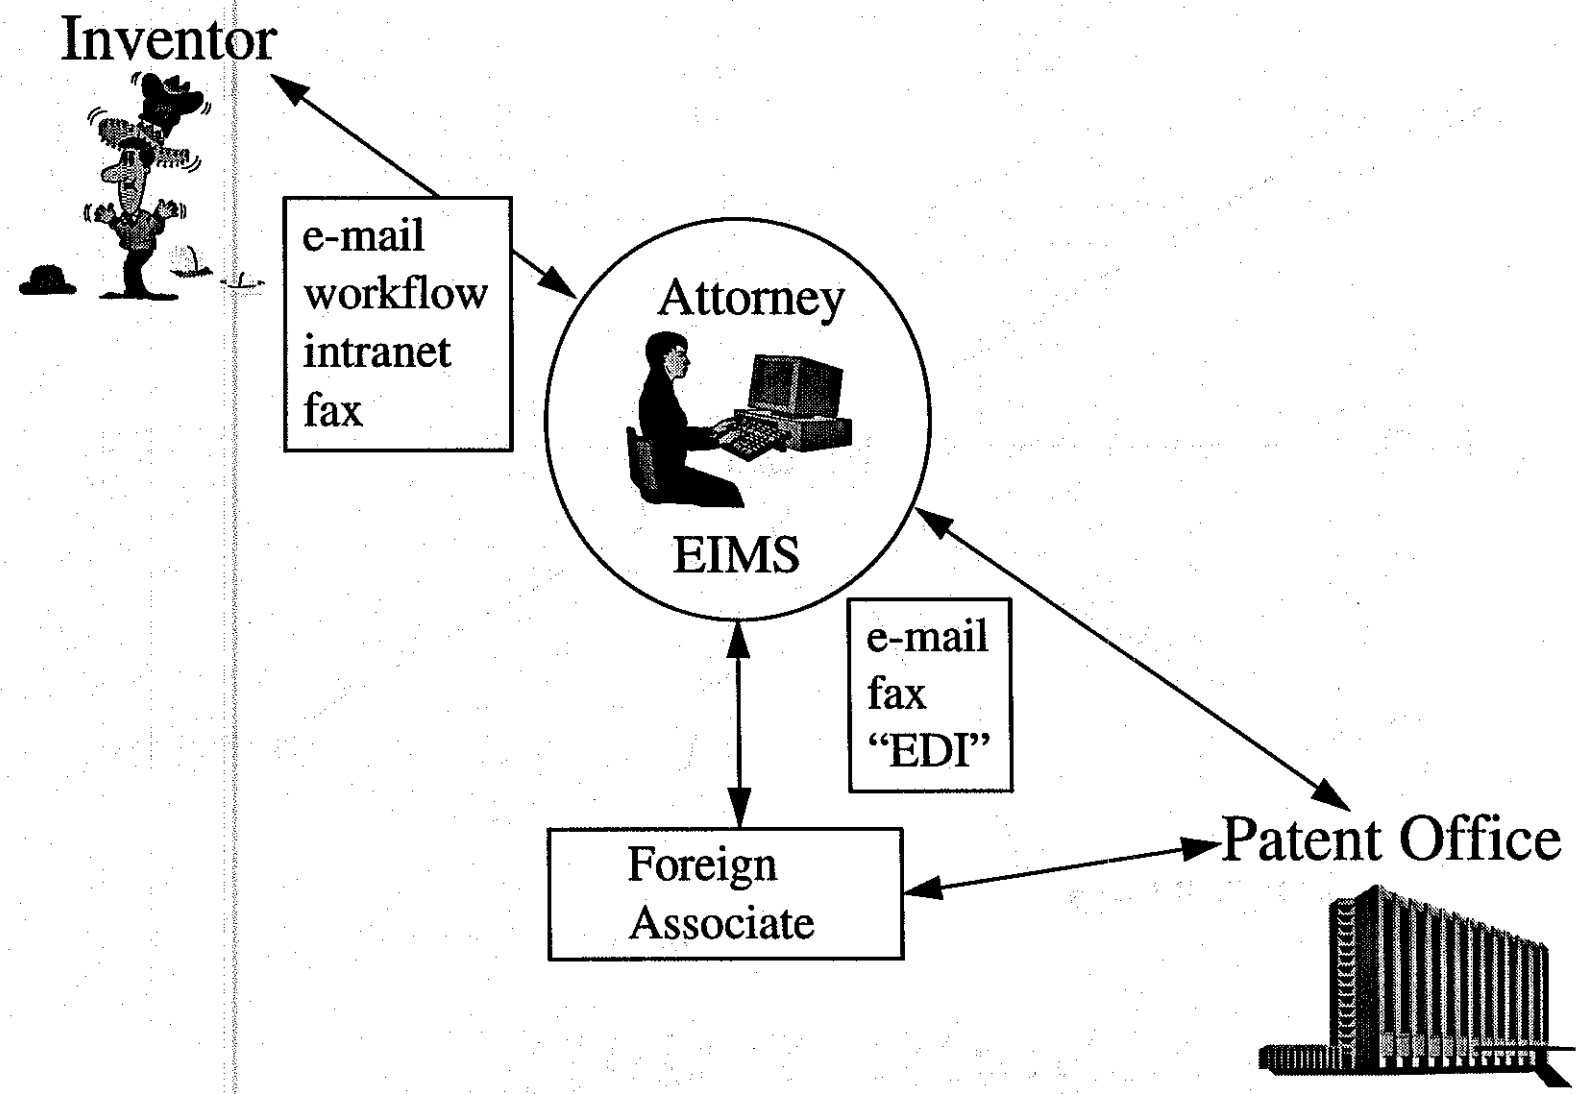 Inventor
e-mail
workflow
intranet
fax
Attorney
EIMS
e-mail
fax
“EDI”
Foreign
Associate
Patent Office